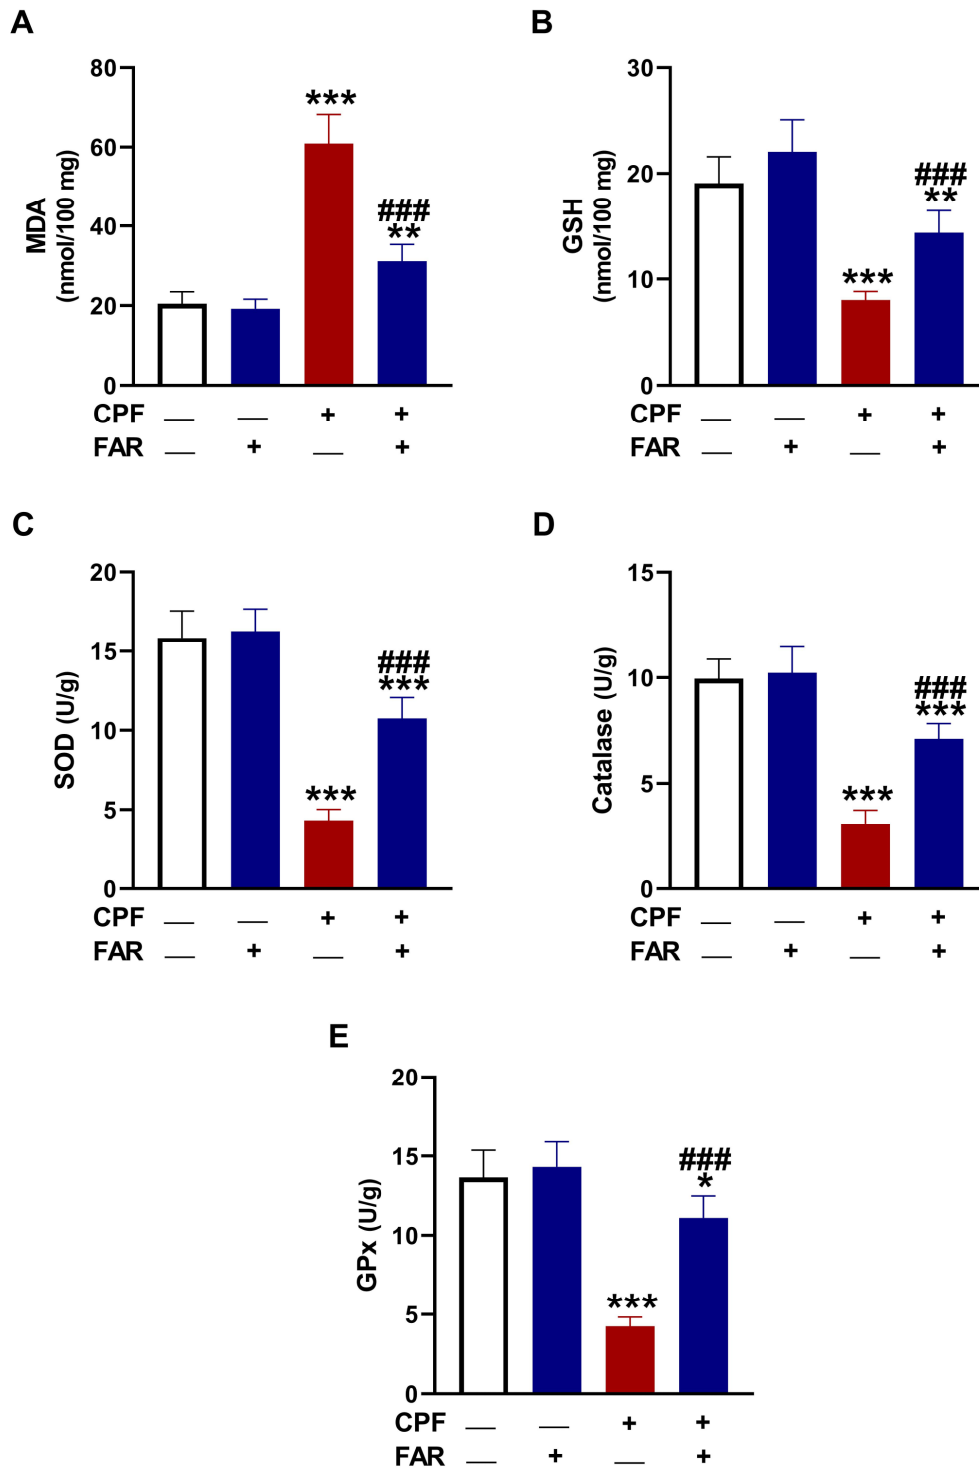 A
80
60
40
20
0
MDA
(nmol/100 mg)
***
###
**
CPF — — + +
FAR — + — +
B
30
20
10
0
GSH
(nmol/100 mg)
***
###
**
CPF — — + +
FAR — + — +
C
20
15
10
5
0
SOD (U/g)
***
###
***
CPF — — + +
FAR — + — +
D
15
10
5
0
Catalase (U/g)
***
###
***
CPF — — + +
FAR — + — +
E
20
15
10
5
0
GPx (U/g)
***
###
*
CPF — — + +
FAR — + — +